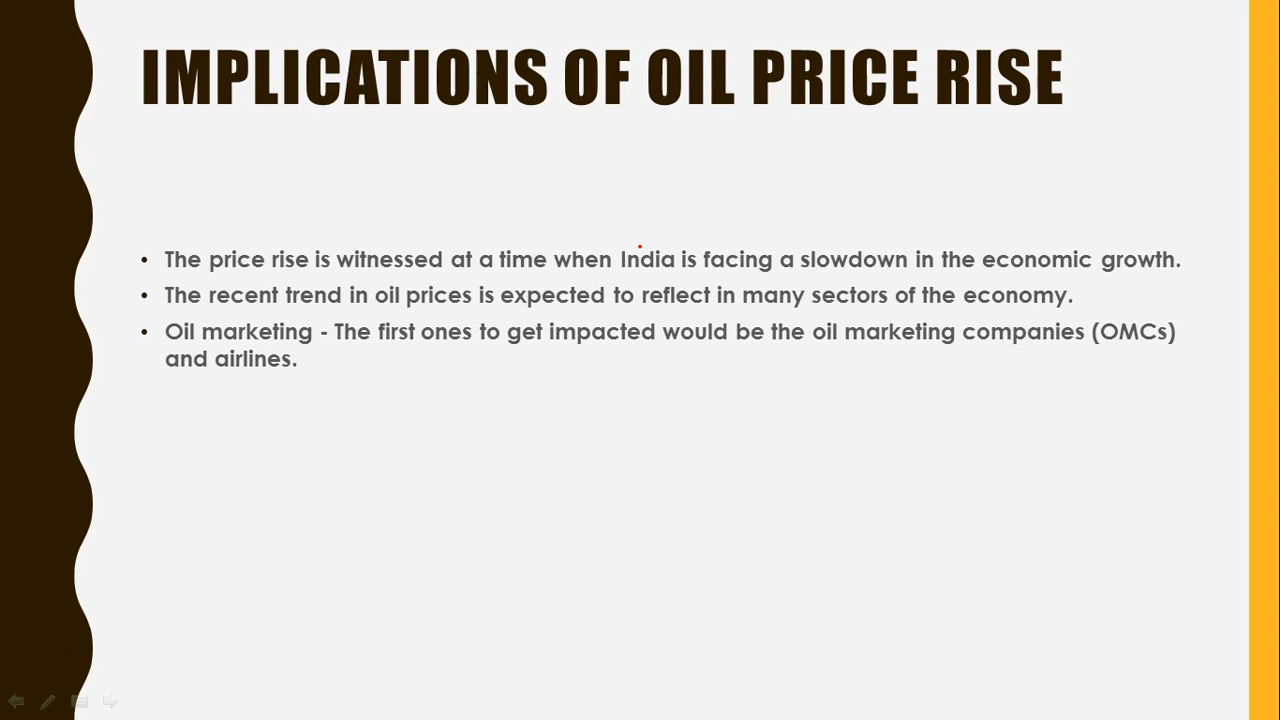 IMPLICATIONS OF OIL PRICE RISE
• The price rise is witnessed at a time when India is facing a slowdown in the economic growth.
• The recent trend in oil prices is expected to reflect in many sectors of the economy.
• Oil marketing - The first ones to get impacted would be the oil marketing companies (OMCs)
and airlines.